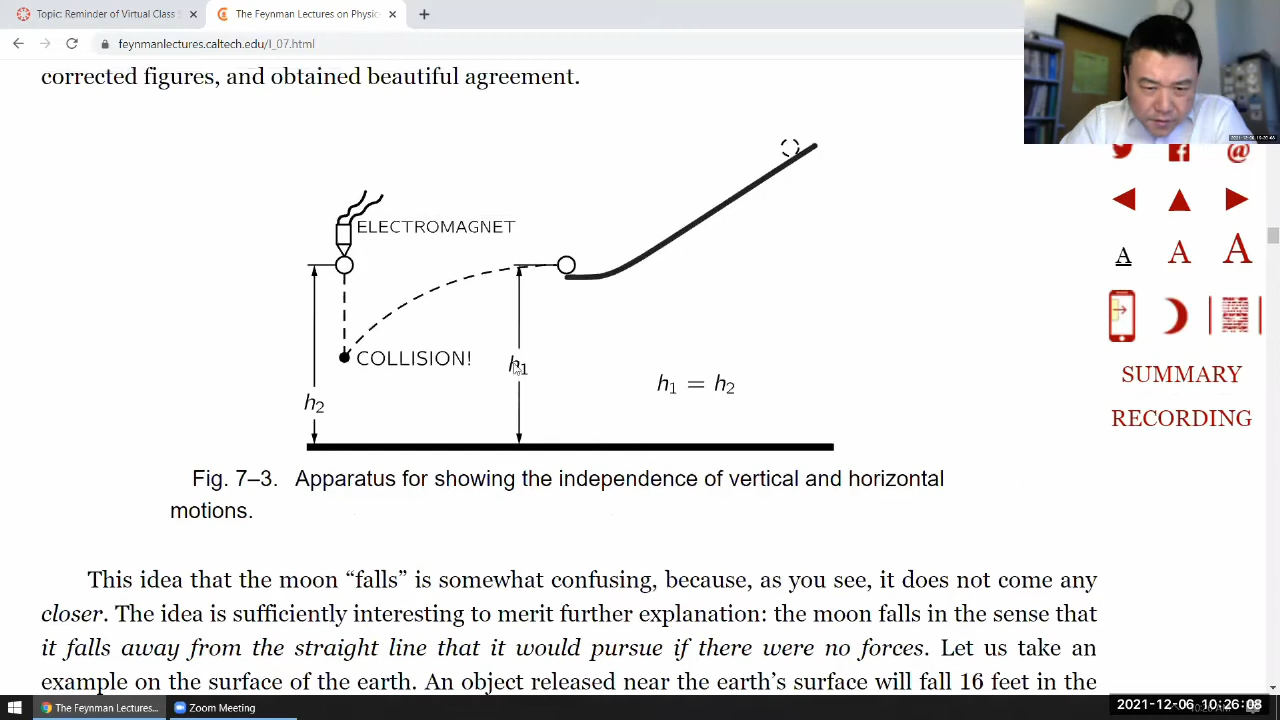 Topic: Reminder of Virtual Class S
The Feynman Lectures on Physic
feynmanlectures.caltech.edu/I_07.html
corrected figures, and obtained beautiful agreement.
ELECTROMAGNET
COLLISION!
h1
h1 = h2
h2
Fig. 7–3. Apparatus for showing the independence of vertical and horizontal
motions.
This idea that the moon “falls” is somewhat confusing, because, as you see, it does not come any
closer. The idea is sufficiently interesting to merit further explanation: the moon falls in the sense that
it falls away from the straight line that it would pursue if there were no forces. Let us take an
example on the surface of the earth. An object released near the earth’s surface will fall 16 feet in the
@
A A A
SUMMARY
RECORDING
The Feynman Lectures...
Zoom Meeting
2021-12-06 10:26:08